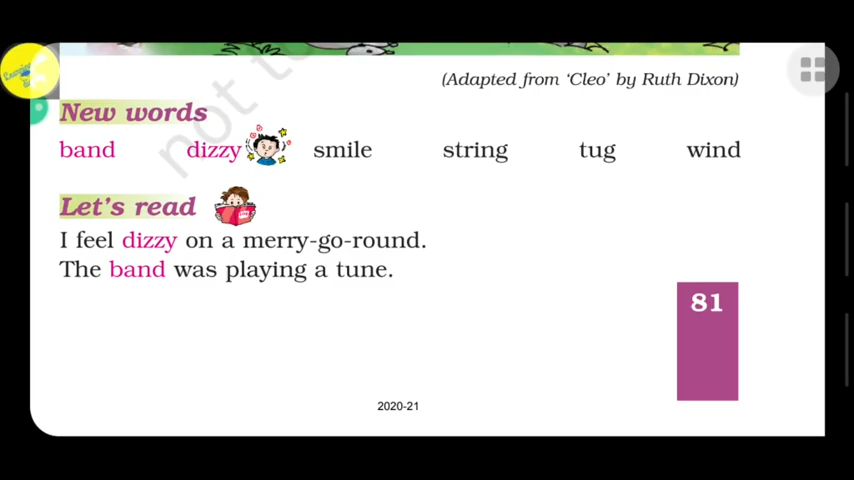 (Adapted from ‘Cleo’ by Ruth Dixon)
New words
band dizzy smile string tug wind
Let’s read
I feel dizzy on a merry-go-round.
The band was playing a tune.
81
2020-21
not t